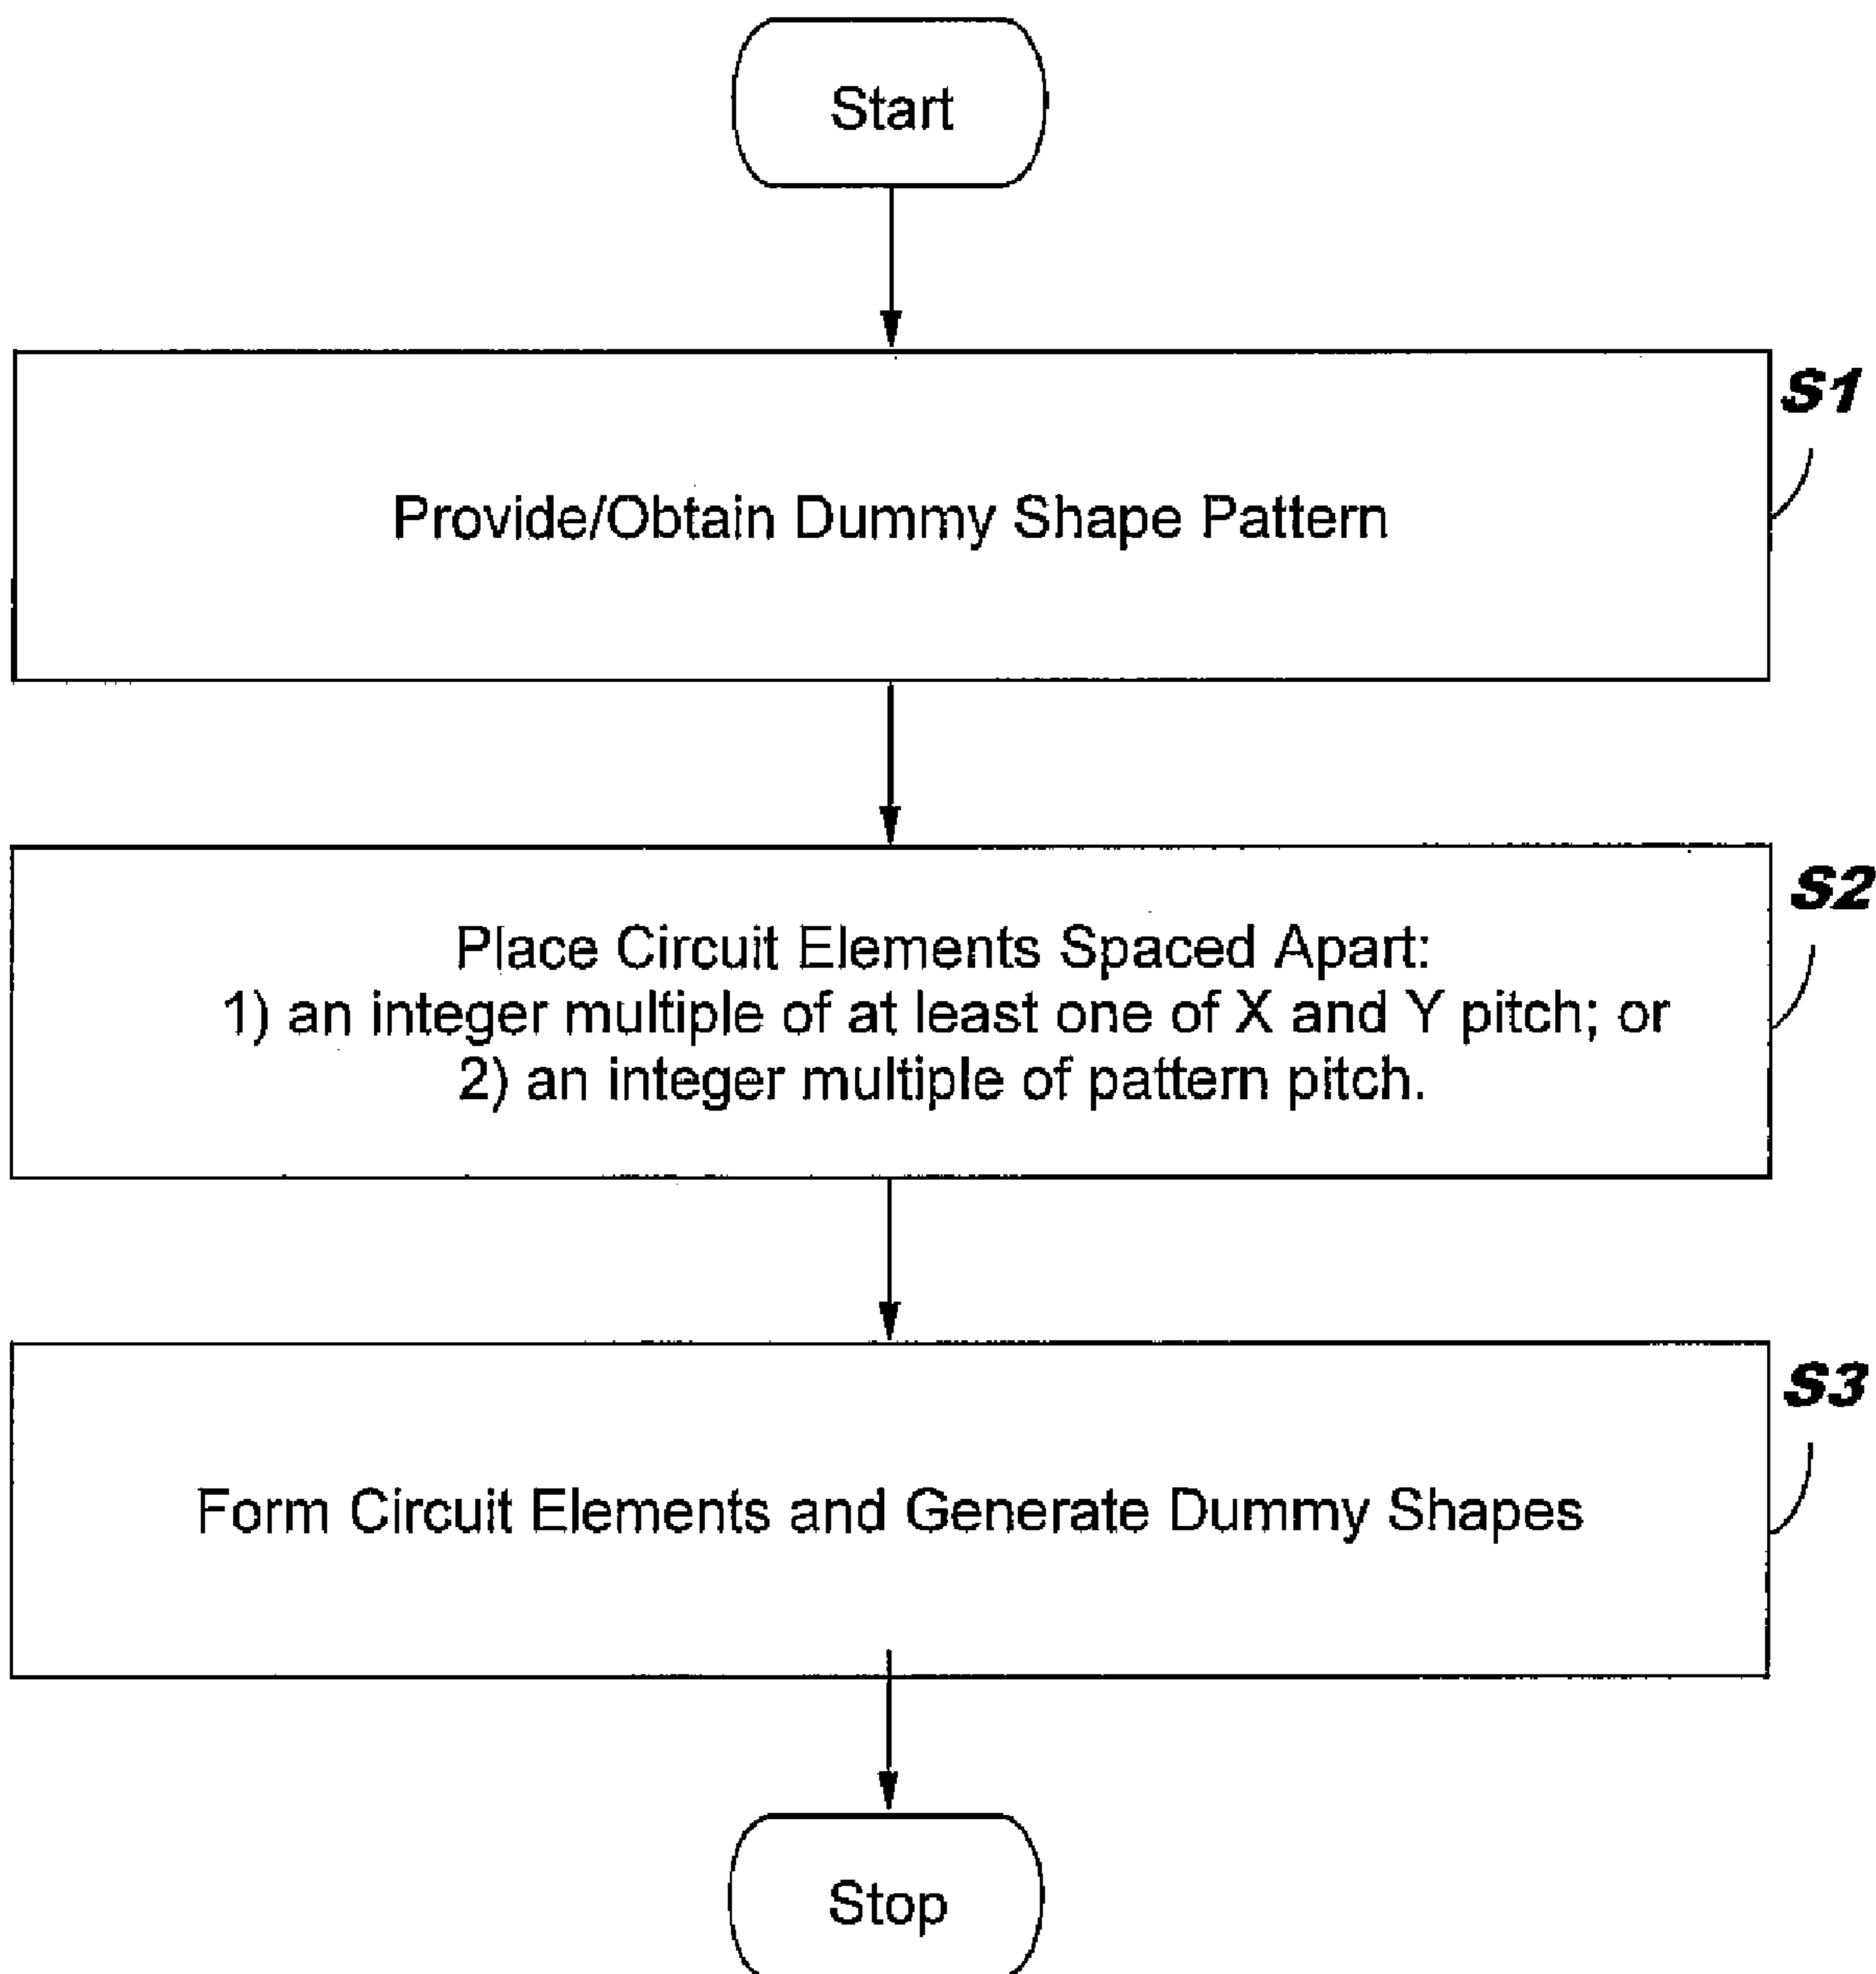 Start
S1
Provide/Obtain Dummy Shape Pattern
S2
Place Circuit Elements Spaced Apart:
1) an integer multiple of at least one of X and Y pitch; or
2) an integer multiple of pattern pitch.
S3
Form Circuit Elements and Generate Dummy Shapes
Stop